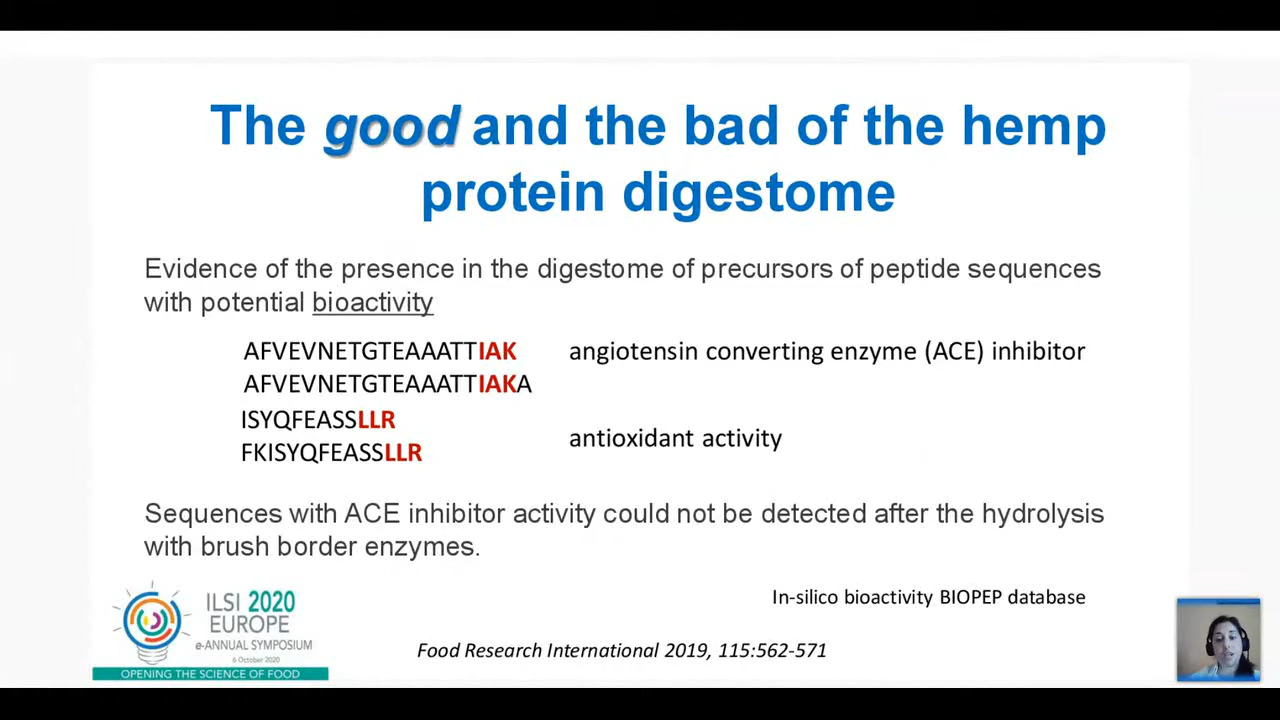 The good and the bad of the hemp
protein digestome
Evidence of the presence in the digestome of precursors of peptide sequences
with potential bioactivity
AFVEVNETGTEAAATTIAK angiotensin converting enzyme (ACE) inhibitor
AFVEVNETGTEAAATTIAKA
ISYQFEASSLLR
antioxidant activity
FKISYQFEASSLLR
Sequences with ACE inhibitor activity could not be detected after the hydrolysis
with brush border enzymes.
In-silico bioactivity BIOPEP database
ILSI 2020
EUROPE
e-ANNUAL SYMPOSIUM
6 October 2020
OPENING THE SCIENCE OF FOOD
Food Research International 2019, 115:562-571